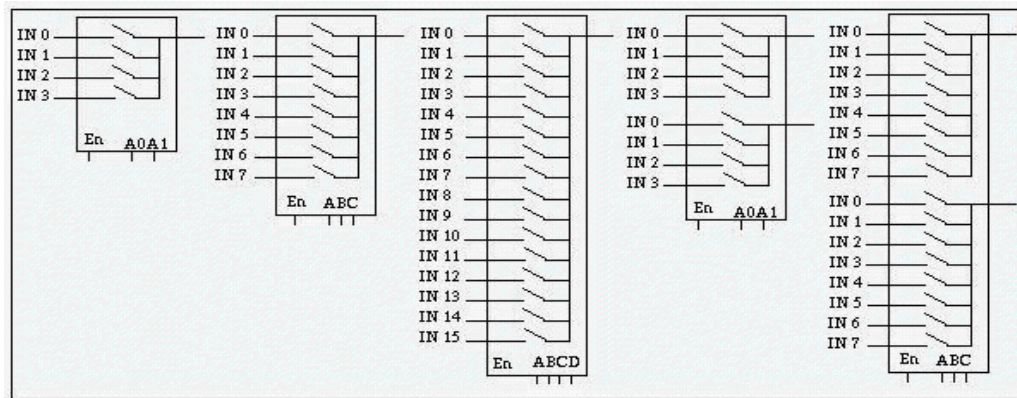 IN 0
IN 1
IN 2
IN 3
En A0A1
IN 0
IN 1
IN 2
IN 3
IN 4
IN 5
IN 6
IN 7
En ABC
IN 0
IN 1
IN 2
IN 3
IN 4
IN 5
IN 6
IN 7
IN 8
IN 9
IN 10
IN 11
IN 12
IN 13
IN 14
IN 15
En ABCD
IN 0
IN 1
IN 2
IN 3
IN 0
IN 1
IN 2
IN 3
En A0A1
IN 0
IN 1
IN 2
IN 3
IN 4
IN 5
IN 6
IN 7
IN 0
IN 1
IN 2
IN 3
IN 4
IN 5
IN 6
IN 7
En ABC